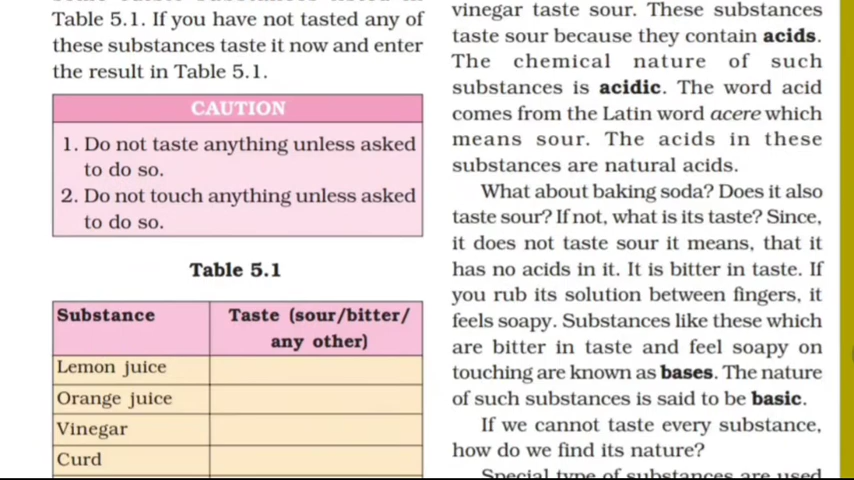 Table 5.1. If you have not tasted any of
these substances taste it now and enter
the result in Table 5.1.
CAUTION
1. Do not taste anything unless asked
to do so.
2. Do not touch anything unless asked
to do so.
Table 5.1
Substance
Taste (sour/bitter/
any other)
Lemon juice
Orange juice
Vinegar
Curd
vinegar taste sour. These substances
taste sour because they contain acids.
The chemical nature of such
substances is acidic. The word acid
comes from the Latin word acere which
means sour. The acids in these
substances are natural acids.
What about baking soda? Does it also
taste sour? If not, what is its taste? Since,
it does not taste sour it means, that it
has no acids in it. It is bitter in taste. If
you rub its solution between fingers, it
feels soapy. Substances like these which
are bitter in taste and feel soapy on
touching are known as bases. The nature
of such substances is said to be basic.
If we cannot taste every substance,
how do we find its nature?
Special type of substances are used